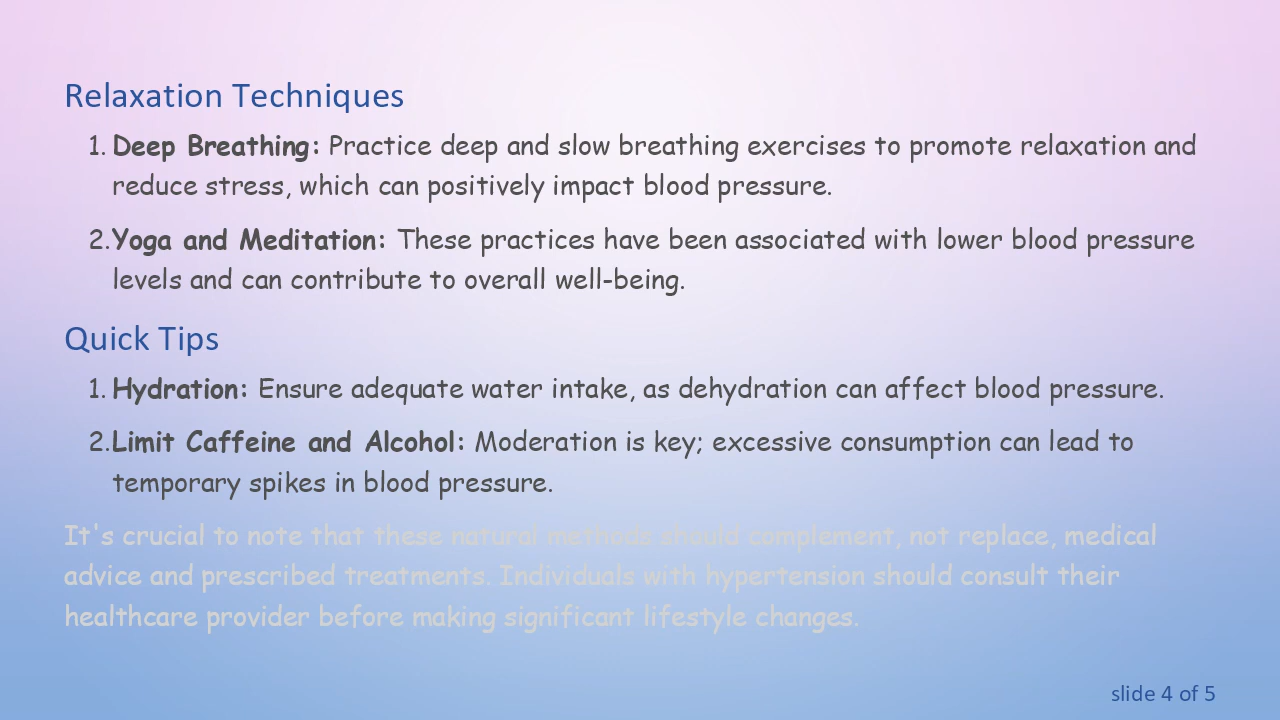 Relaxation Techniques
1. Deep Breathing: Practice deep and slow breathing exercises to promote relaxation and
reduce stress, which can positively impact blood pressure.
2. Yoga and Meditation: These practices have been associated with lower blood pressure
levels and can contribute to overall well-being.
Quick Tips
1. Hydration: Ensure adequate water intake, as dehydration can affect blood pressure.
2. Limit Caffeine and Alcohol: Moderation is key; excessive consumption can lead to
temporary spikes in blood pressure.
It's crucial to note that these natural methods should complement, not replace, medical
advice and prescribed treatments. Individuals with hypertension should consult their
healthcare provider before making significant lifestyle changes.
slide 4 of 5